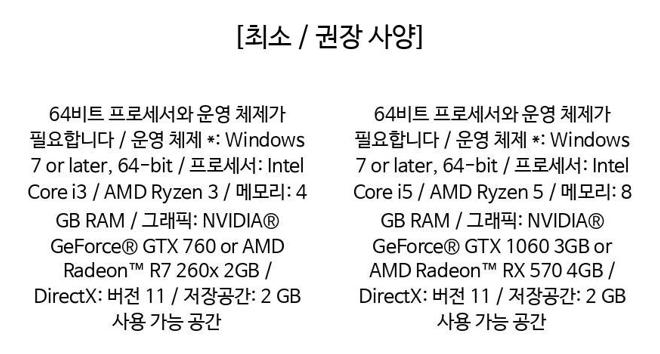 [최소 / 권장 사양]
64비트 프로세서와 운영 체제가
필요합니다 / 운영 체제 *: Windows
7 or later, 64-bit / 프로세서: Intel
Core i3 / AMD Ryzen 3 / 메모리: 4
GB RAM / 그래픽: NVIDIA®
GeForce® GTX 760 or AMD
Radeon™ R7 260x 2GB /
DirectX: 버전 11 / 저장공간: 2 GB
사용 가능 공간
64비트 프로세서와 운영 체제가
필요합니다 / 운영 체제 *: Windows
7 or later, 64-bit / 프로세서: Intel
Core i5 / AMD Ryzen 5 / 메모리: 8
GB RAM / 그래픽: NVIDIA®
GeForce® GTX 1060 3GB or
AMD Radeon™ RX 570 4GB /
DirectX: 버전 11 / 저장공간: 2 GB
사용 가능 공간